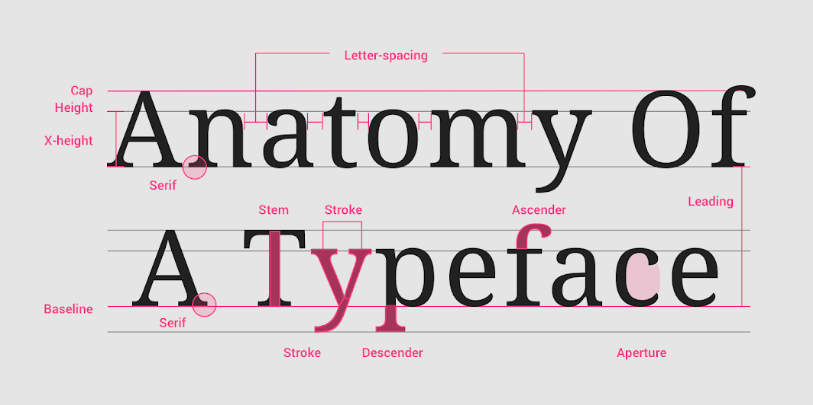 Letter-spacing
Cap
Height
X-height
Anatomy Of
Serif
Leading
Stem
Stroke
Ascender
A Typeface
Baseline
Serif
Stroke
Descender
Aperture